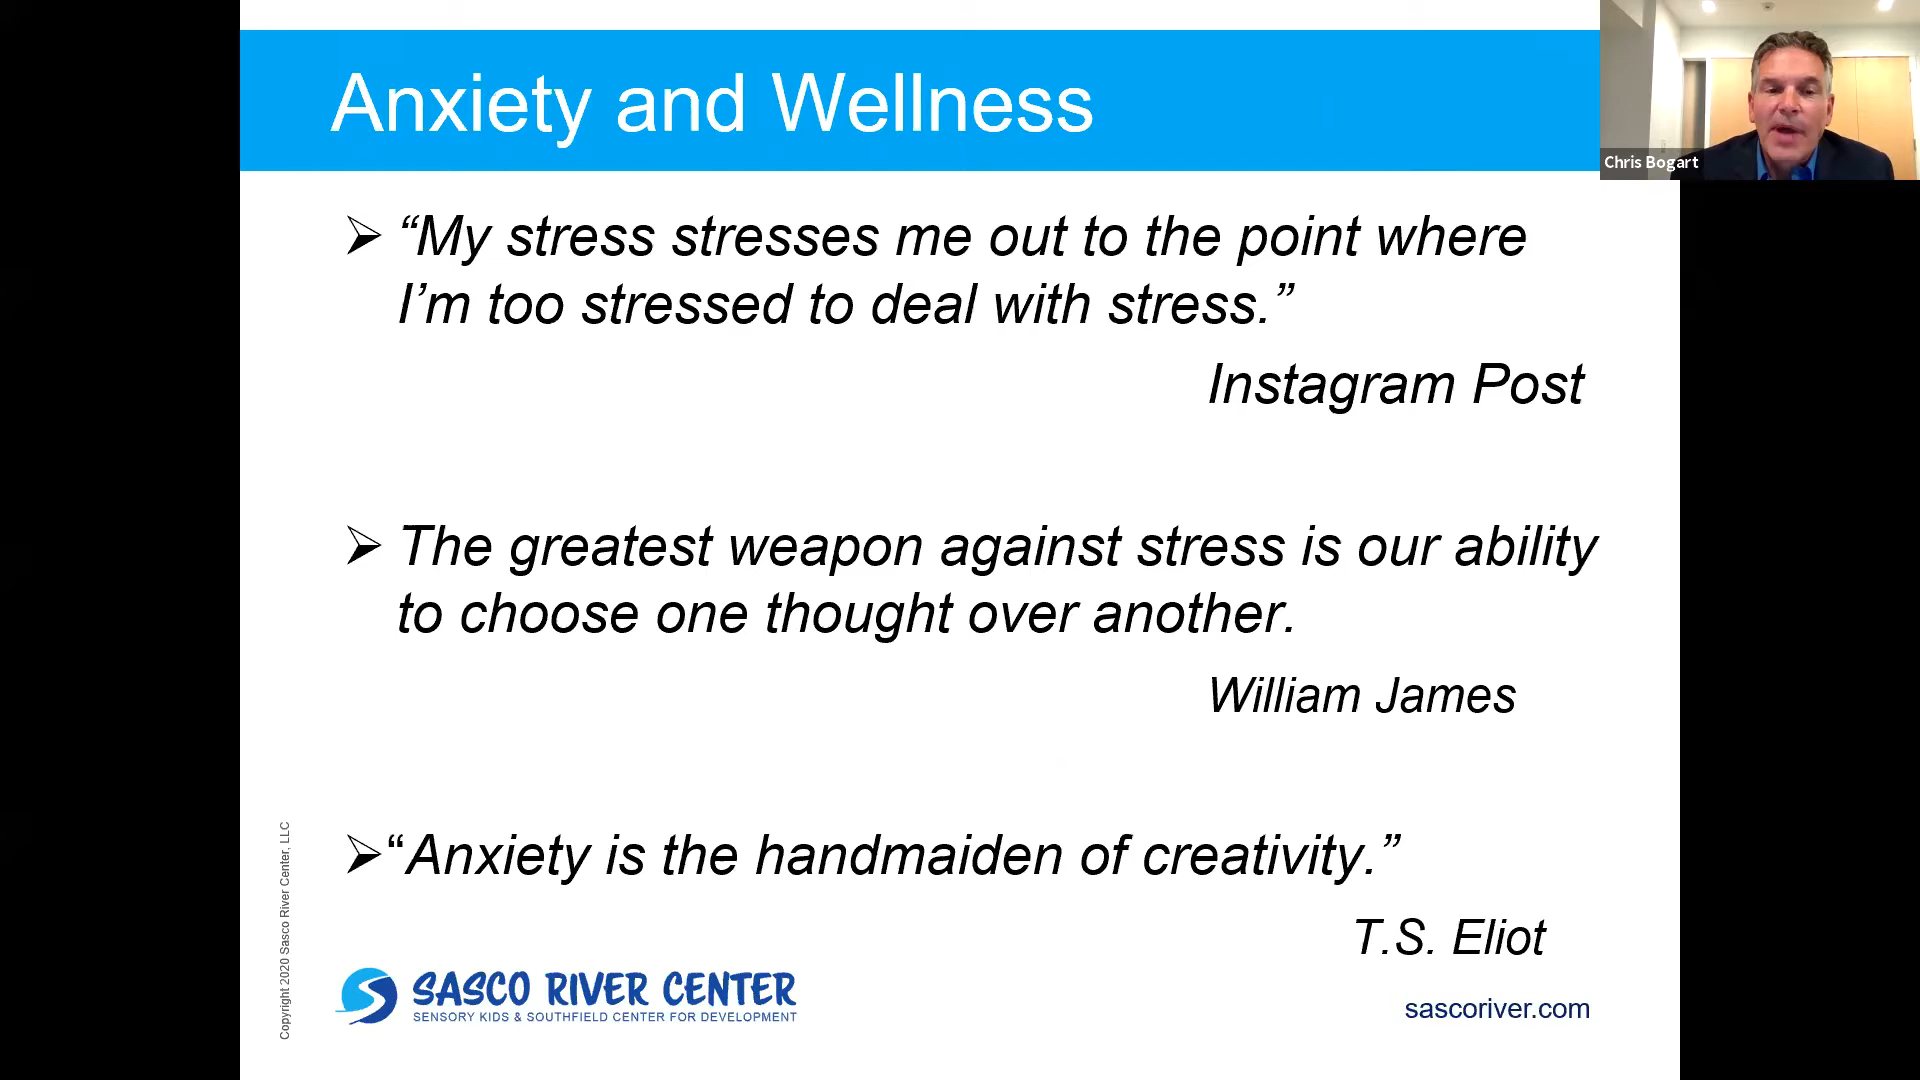 Anxiety and Wellness
Chris Bogart
➢ “My stress stresses me out to the point where
I’m too stressed to deal with stress.”
Instagram Post
➢ The greatest weapon against stress is our ability
to choose one thought over another.
William James
➢“Anxiety is the handmaiden of creativity.”
T.S. Eliot
Copyright 2020 Sasco River Center, LLC
SASCO RIVER CENTER
SENSORY KIDS & SOUTHFIELD CENTER FOR DEVELOPMENT
sascoriver.com